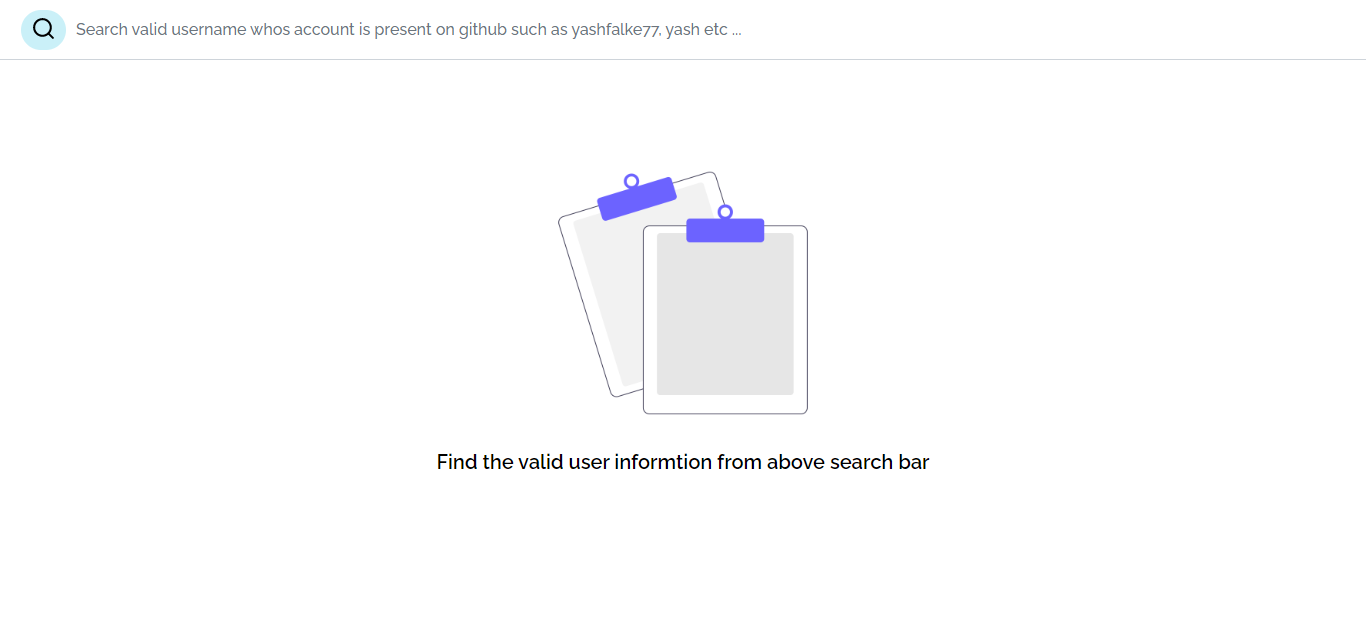 Search valid username whos account is present on github such as yashfalke77, yash etc ...
Find the valid user informtion from above search bar